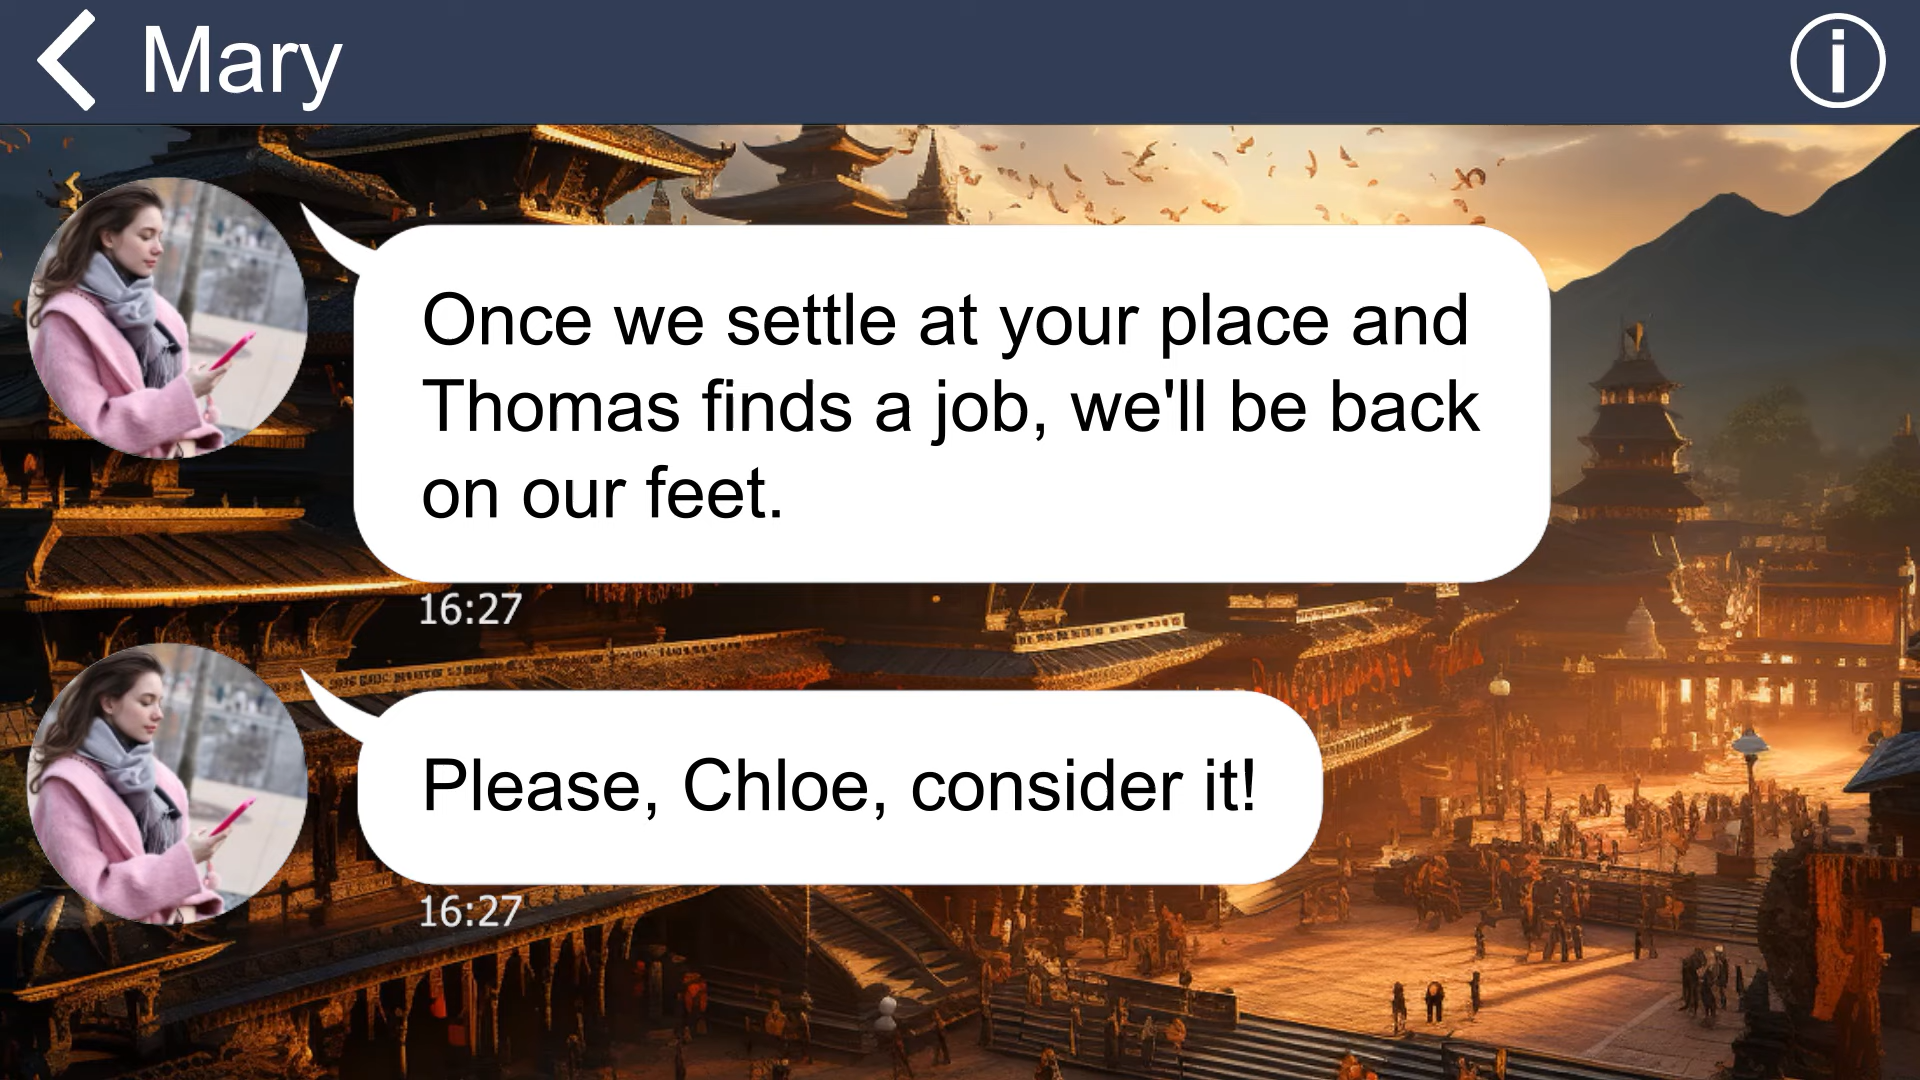 Mary
Once we settle at your place and
Thomas finds a job, we'll be back
on our feet.
16:27
Please, Chloe, consider it!
16:27